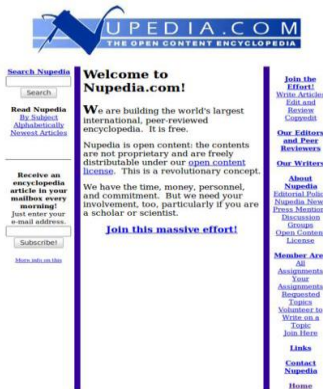 NUPEDIA.COM
THE OPEN CONTENT ENCYCLOPEDIA
Search Nupedia
Search
Read Nupedia
By Subject
Alphabetically
Newest Articles
Receive an
encyclopedia
article in your
mailbox every
morning!
Just enter your
e-mail address.
Subscribe!
More info on this
Welcome to
Nupedia.com!
We are building the world's largest
international, peer-reviewed
encyclopedia. It is free.
Nupedia is open content: the contents
are not proprietary and are freely
distributable under our open content
license. This is a revolutionary concept.
We have the time, money, personnel,
and commitment. But we need your
involvement, too, particularly if you are
a scholar or scientist.
Join this massive effort!
Join the
Effort!
Write Articles
Edit and
Review
Copyedit
Our Editors
and Peer
Reviewers
Our Writers
About
Nupedia
Editorial Polic
Nupedia New
Press Mention
Discussion
Groups
Open Content
License
Member Are
All
Assignments
Your
Assignments
Requested
Topics
Volunteer to
Write on a
Topic
Join Here
Links
Contact
Nupedia
Home